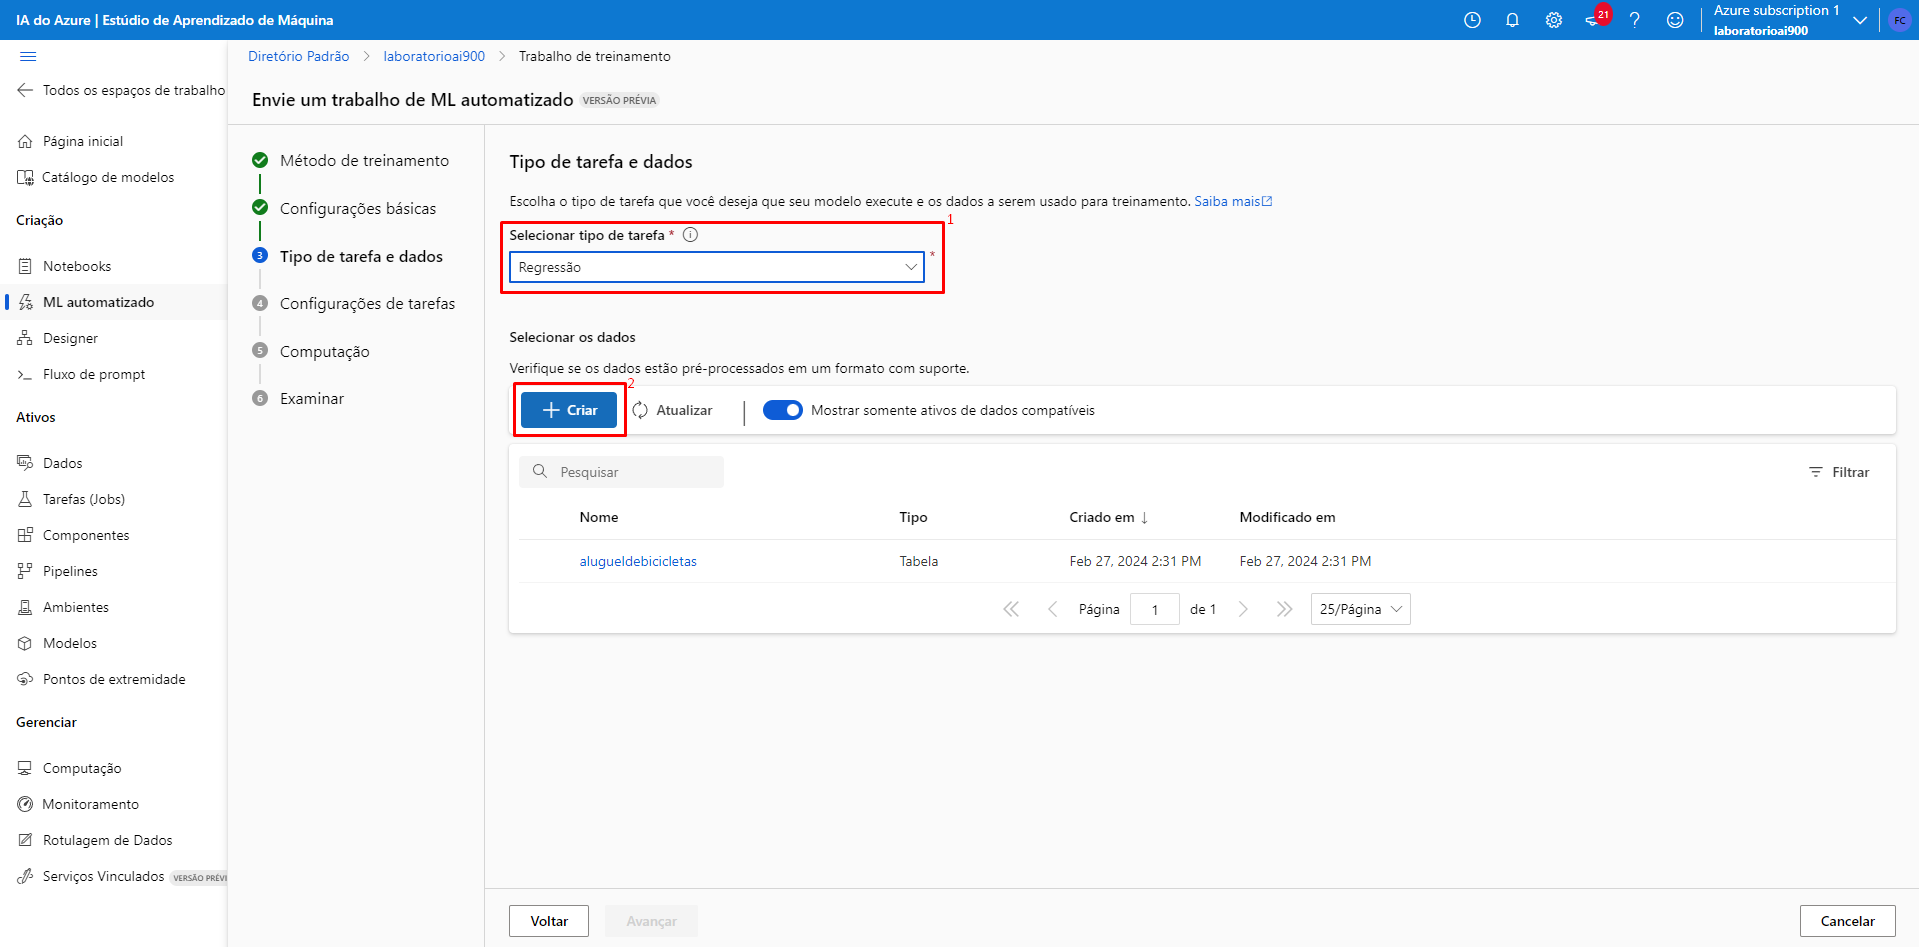 IA do Azure | Estúdio de Aprendizado de Máquina
21
Azure subscription 1
laboratorioai900
FC
Todos os espaços de trabalho
Página inicial
Catálogo de modelos
Criação
Notebooks
ML automatizado
Designer
Fluxo de prompt
Ativos
Dados
Tarefas (Jobs)
Componentes
Pipelines
Ambientes
Modelos
Pontos de extremidade
Gerenciar
Computação
Monitoramento
Rotulagem de Dados
Serviços Vinculados VERSÃO PRÉVI
Diretório Padrão > laboratorioai900 > Trabalho de treinamento
Envie um trabalho de ML automatizado VERSÃO PRÉVIA
Método de treinamento
Configurações básicas
3 Tipo de tarefa e dados
4 Configurações de tarefas
5 Computação
6 Examinar
Tipo de tarefa e dados
Escolha o tipo de tarefa que você deseja que seu modelo execute e os dados a serem usado para treinamento. Saiba mais
1
Selecionar tipo de tarefa *
Regressão
*
Selecionar os dados
Verifique se os dados estão pré-processados em um formato com suporte.
2
+ Criar
Atualizar
Mostrar somente ativos de dados compatíveis
Pesquisar
Filtrar
Nome Tipo Criado em ↓ Modificado em
alugueldebicicletas Tabela Feb 27, 2024 2:31 PM Feb 27, 2024 2:31 PM
Página 1 de 1 25/Página
Voltar Avançar Cancelar